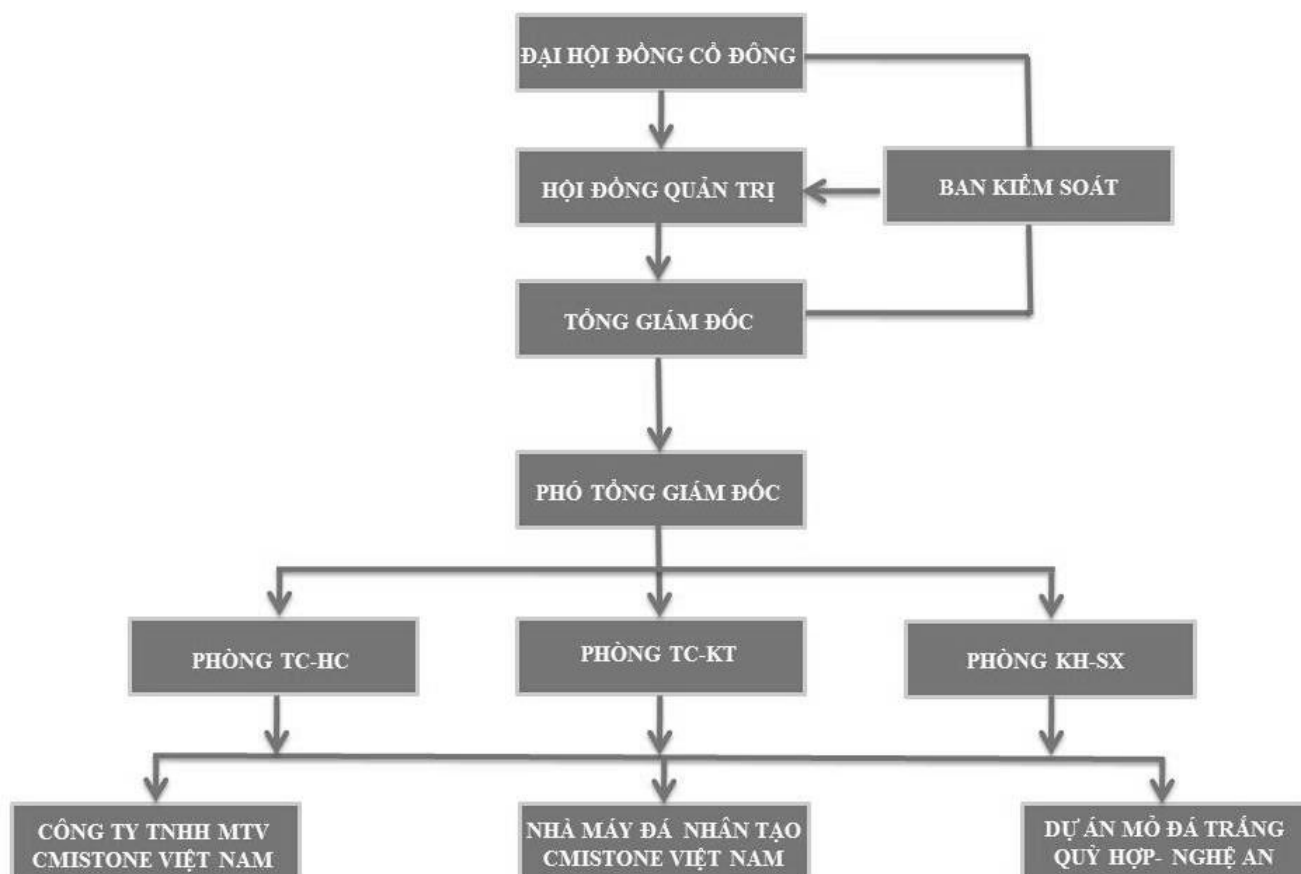 ĐẠI HỘI ĐỒNG CỔ ĐÔNG
HỘI ĐỒNG QUẢN TRỊ
BAN KIỂM SOÁT
TỔNG GIÁM ĐỐC
PHÓ TỔNG GIÁM ĐỐC
PHÒNG TC-HC
PHÒNG TC-KT
PHÒNG KH-SX
CÔNG TY TNHH MTV
CMISTONE VIỆT NAM
NHÀ MÁY ĐÁ NHÂN TẠO
CMISTONE VIỆT NAM
DỰ ÁN MỎ ĐÁ TRẮNG
QUỲ HỢP- NGHỆ AN